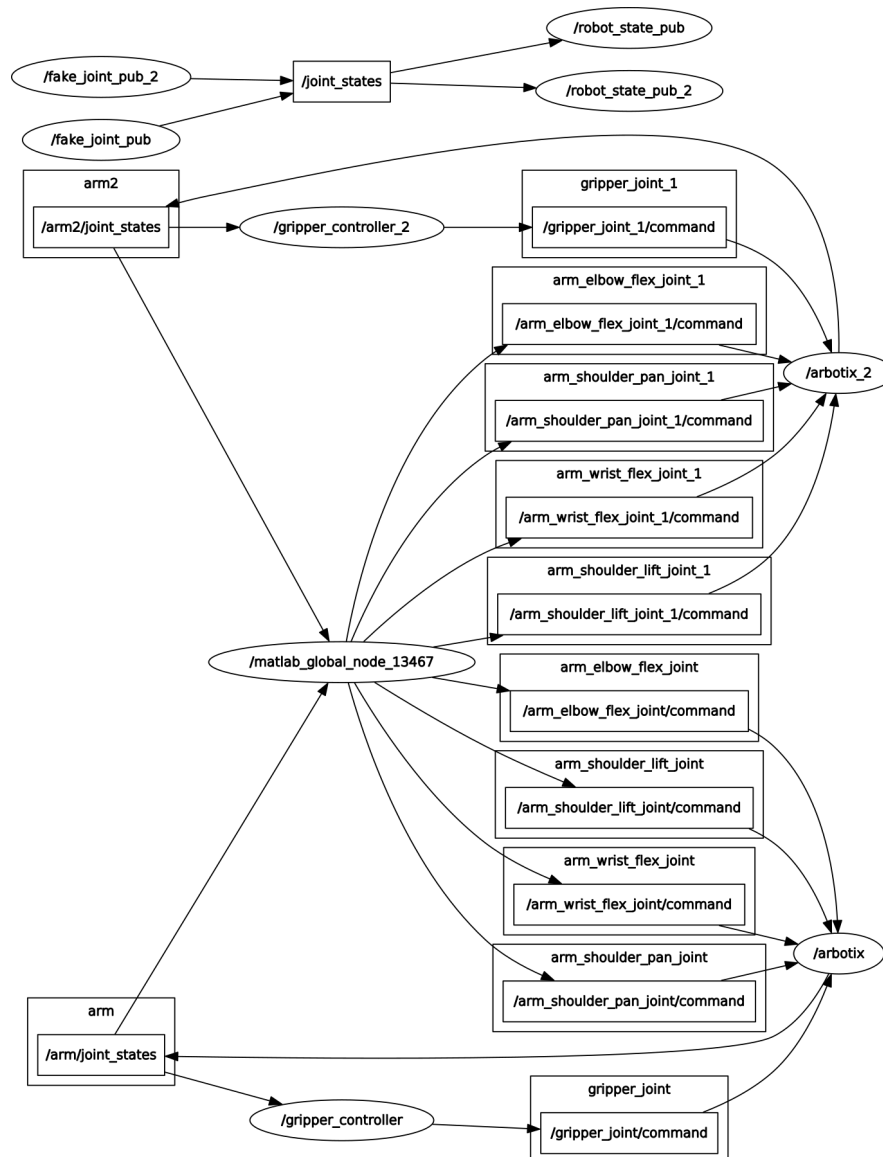 /robot_state_pub
/fake_joint_pub_2
/joint_states
/robot_state_pub_2
/fake_joint_pub
arm2
/arm2/joint_states
/gripper_controller_2
gripper_joint_1
/gripper_joint_1/command
arm_elbow_flex_joint_1
/arm_elbow_flex_joint_1/command
/arbotix_2
arm_shoulder_pan_joint_1
/arm_shoulder_pan_joint_1/command
arm_wrist_flex_joint_1
/arm_wrist_flex_joint_1/command
arm_shoulder_lift_joint_1
/arm_shoulder_lift_joint_1/command
/matlab_global_node_13467
arm_elbow_flex_joint
/arm_elbow_flex_joint/command
arm_shoulder_lift_joint
/arm_shoulder_lift_joint/command
arm_wrist_flex_joint
/arm_wrist_flex_joint/command
/arbotix
arm_shoulder_pan_joint
/arm_shoulder_pan_joint/command
arm
/arm/joint_states
/gripper_controller
gripper_joint
/gripper_joint/command